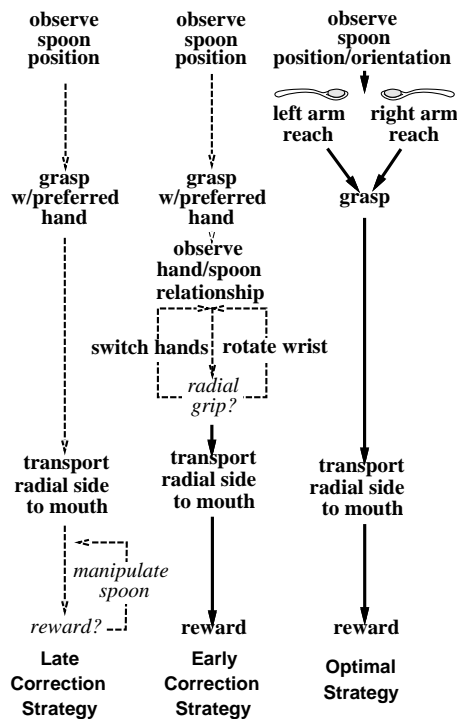 observe
spoon
position
grasp
w/preferred
hand
transport
radial side
to mouth
manipulate
spoon
reward?
Late
Correction
Strategy
observe
spoon
position
grasp
w/preferred
hand
observe
hand/spoon
relationship
switch hands
rotate wrist
radial
grip?
transport
radial side
to mouth
reward
Early
Correction
Strategy
observe
spoon
position/orientation
left arm
reach
right arm
reach
grasp
transport
radial side
to mouth
reward
Optimal
Strategy